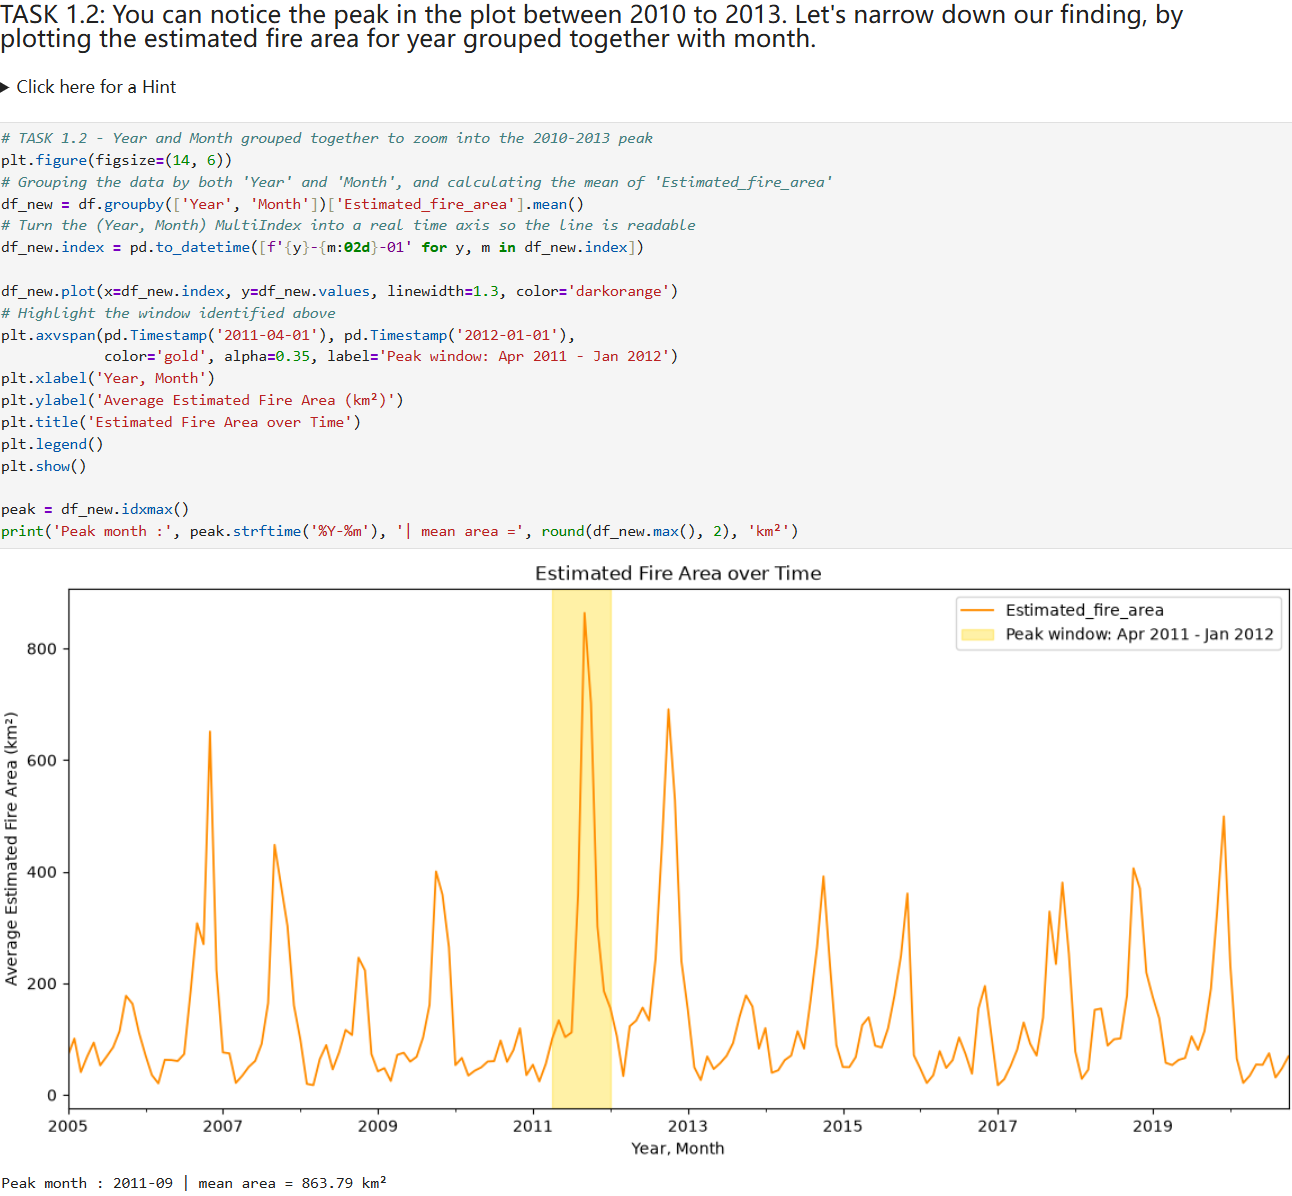 TASK 1.2: You can notice the peak in the plot between 2010 to 2013. Let's narrow down our finding, by
plotting the estimated fire area for year grouped together with month.
▶ Click here for a Hint
# TASK 1.2 - Year and Month grouped together to zoom into the 2010-2013 peak
plt.figure(figsize=(14, 6))
# Grouping the data by both 'Year' and 'Month', and calculating the mean of 'Estimated_fire_area'
df_new = df.groupby(['Year', 'Month'])['Estimated_fire_area'].mean()
# Turn the (Year, Month) MultiIndex into a real time axis so the line is readable
df_new.index = pd.to_datetime([f'{y}-{m:02d}-01' for y, m in df_new.index])
df_new.plot(x=df_new.index, y=df_new.values, linewidth=1.3, color='darkorange')
# Highlight the window identified above
plt.axvspan(pd.Timestamp('2011-04-01'), pd.Timestamp('2012-01-01'),
            color='gold', alpha=0.35, label='Peak window: Apr 2011 - Jan 2012')
plt.xlabel('Year, Month')
plt.ylabel('Average Estimated Fire Area (km²)')
plt.title('Estimated Fire Area over Time')
plt.legend()
plt.show()
peak = df_new.idxmax()
print('Peak month :', peak.strftime('%Y-%m'), '| mean area =', round(df_new.max(), 2), 'km²')
Estimated Fire Area over Time
Estimated_fire_area
Peak window: Apr 2011 - Jan 2012
Average Estimated Fire Area (km²)
800
600
400
200
0
2005 2007 2009 2011 2013 2015 2017 2019
Year, Month
Peak month : 2011-09 | mean area = 863.79 km²